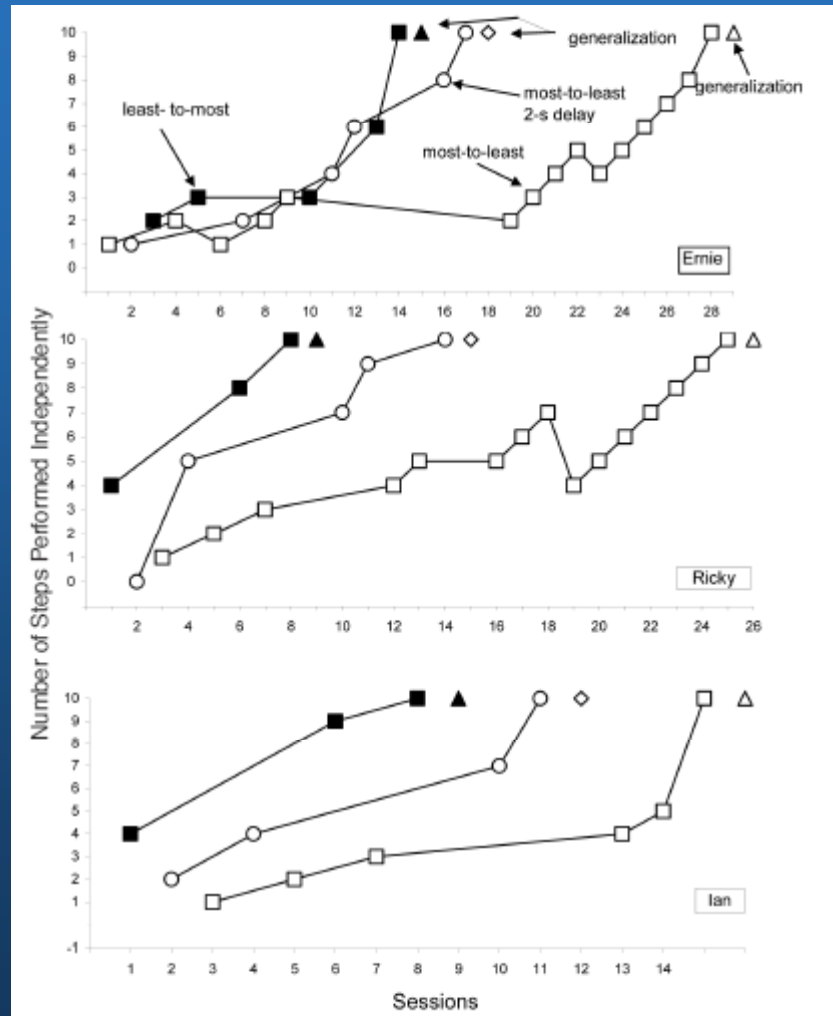 10
9
8
7
6
5
4
3
2
1
0
least- to-most
generalization
most-to-least
2-s delay
most-to-least
generalization
Ernie
2 4 6 8 10 12 14 16 18 20 22 24 26 28
Number of Steps Performed Independently
10
9
8
7
6
5
4
3
2
1
0
Ricky
2 4 6 8 10 12 14 16 18 20 22 24 26
10
9
8
7
5
4
3
2
1
-1
Ian
1 2 3 4 5 6 7 8 9 10 11 12 13 14
Sessions